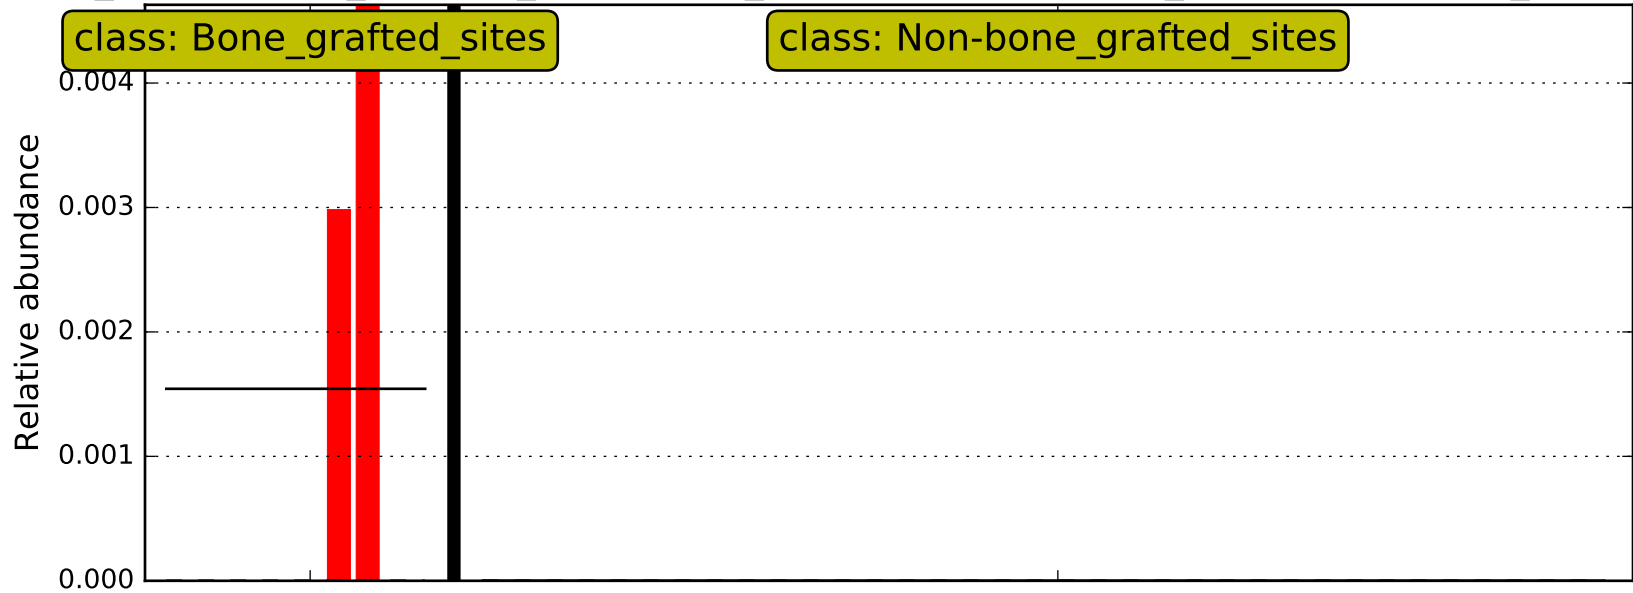 class: Bone_grafted_sites
class: Non-bone_grafted_sites
0.004
0.003
0.002
0.001
0.000
Relative abundance